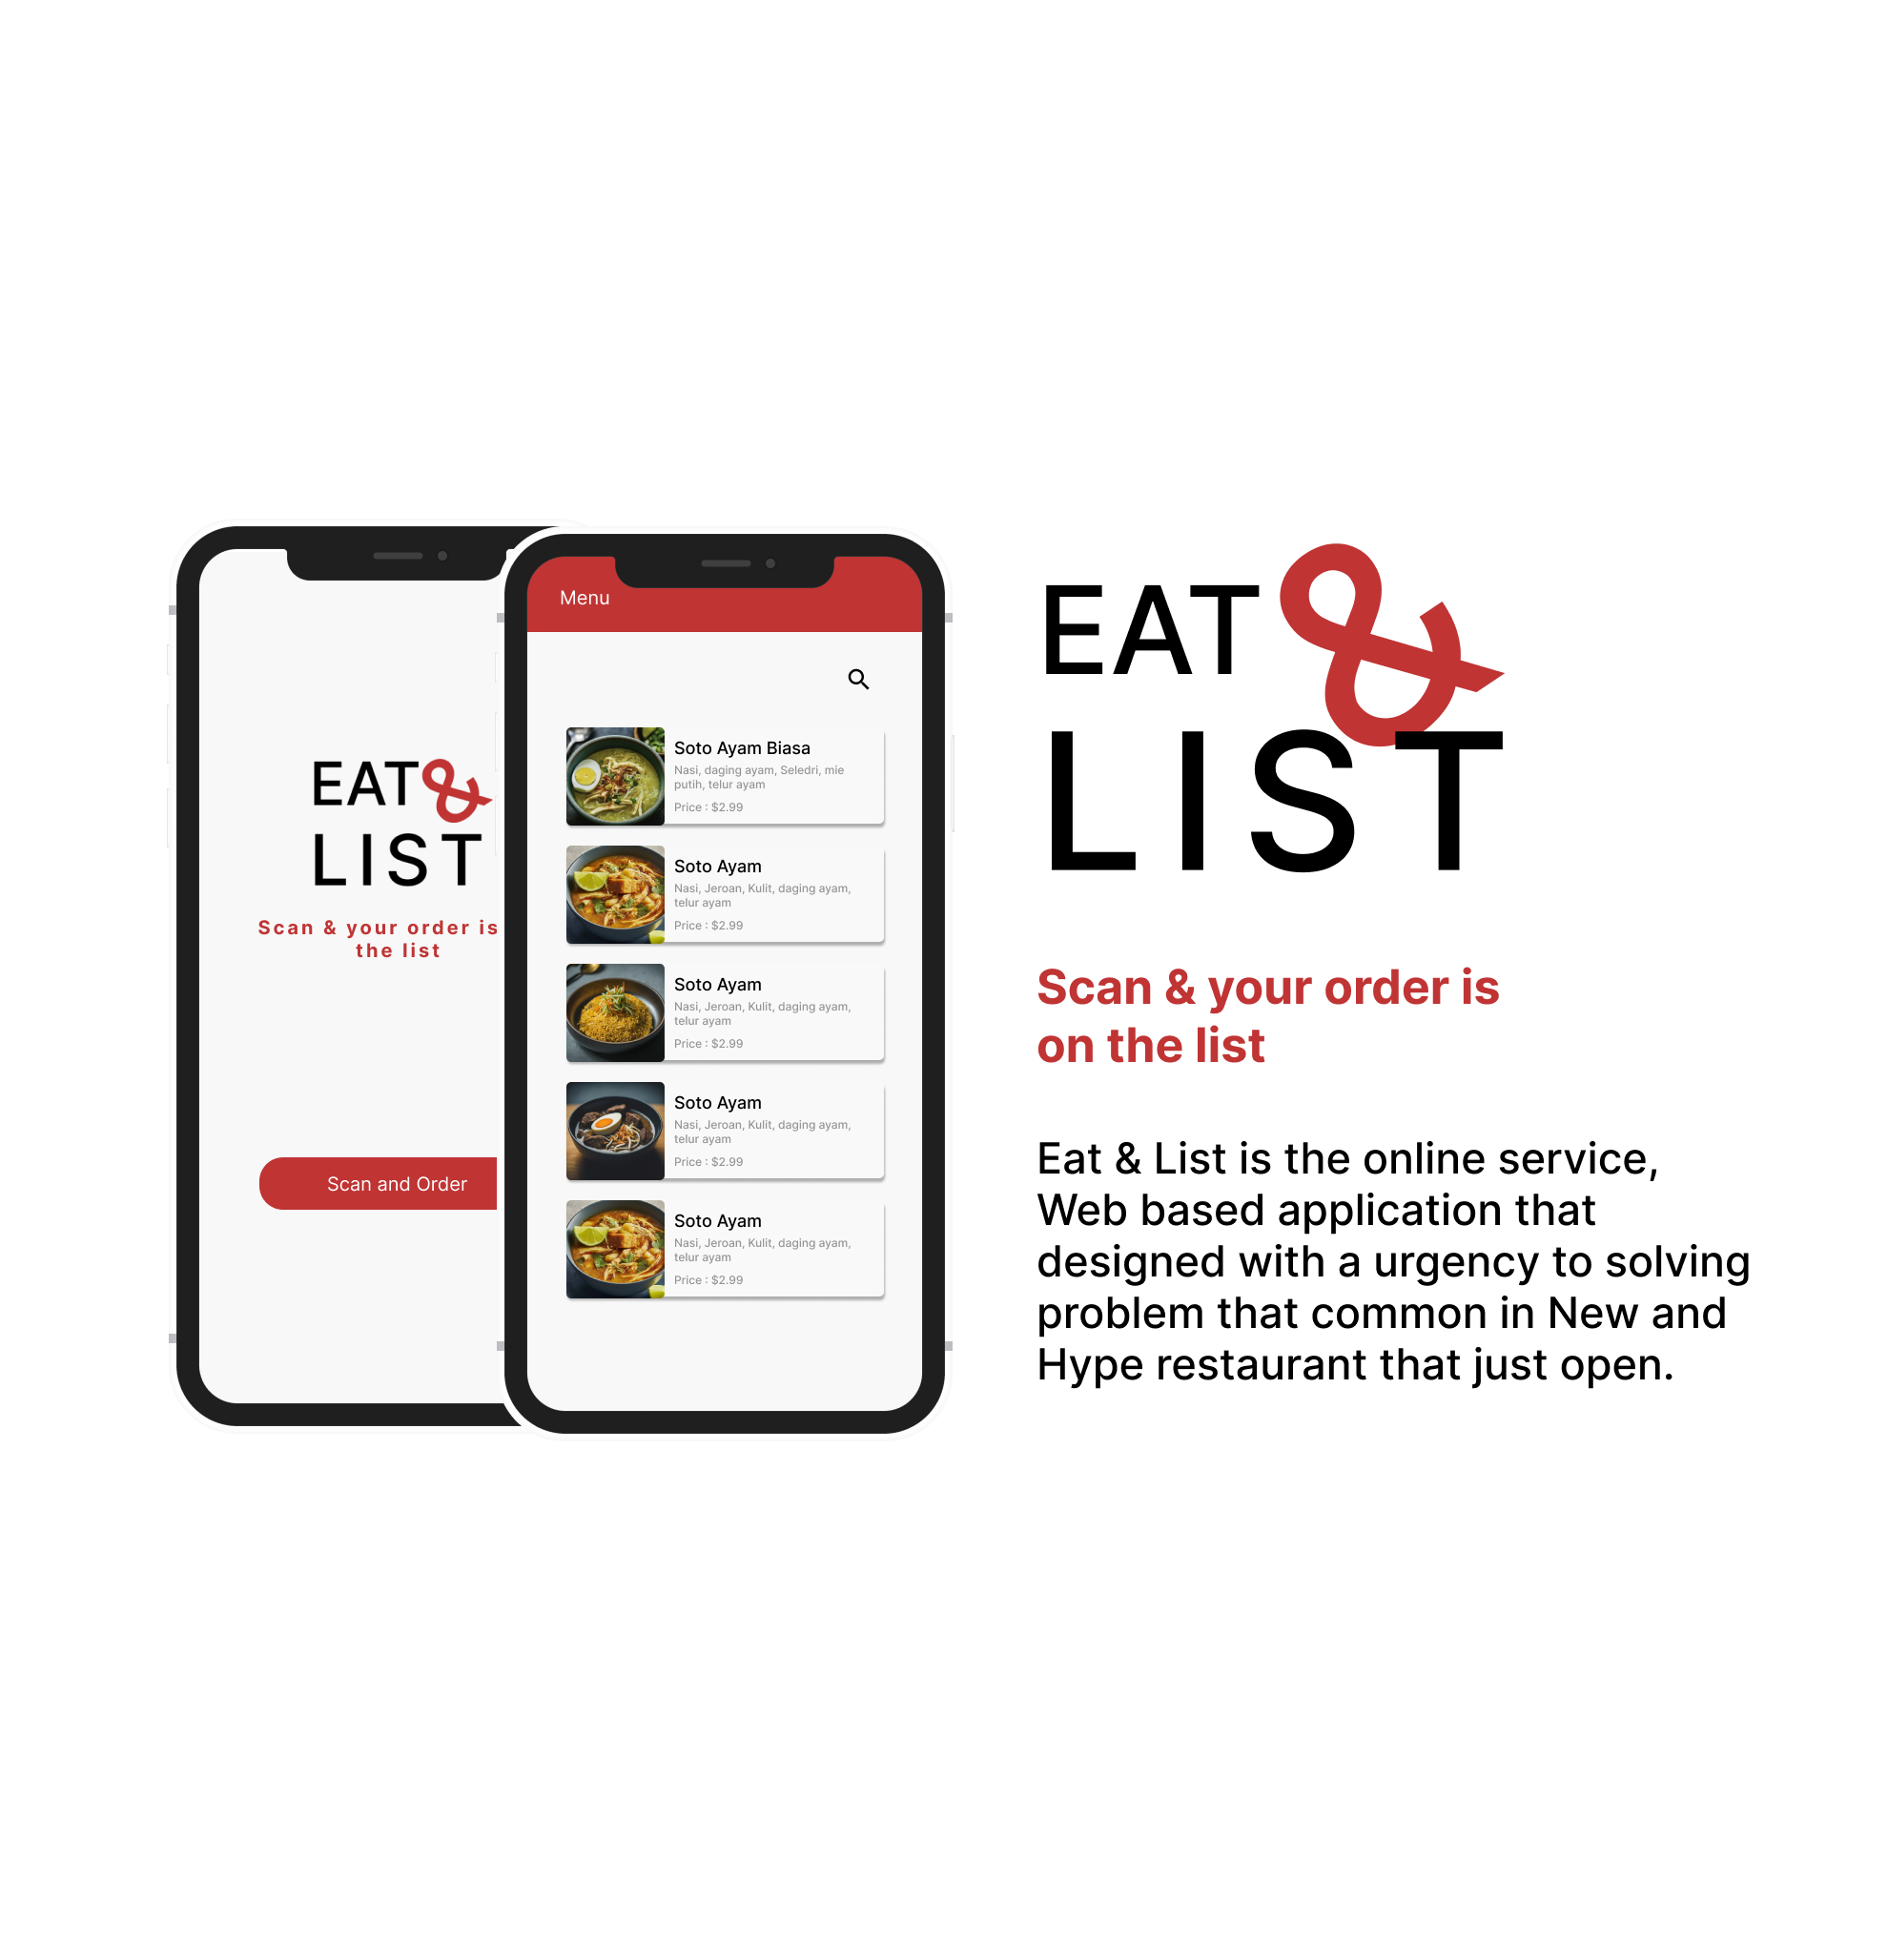 EAT &
LIST
Scan & your order is
the list
Scan and Order
Menu
Soto Ayam Biasa
Nasi, daging ayam, Seledri, mie
putih, telur ayam
Price : $2.99
Soto Ayam
Nasi, Jeroan, Kulit, daging ayam,
telur ayam
Price : $2.99
Soto Ayam
Nasi, Jeroan, Kulit, daging ayam,
telur ayam
Price : $2.99
Soto Ayam
Nasi, Jeroan, Kulit, daging ayam,
telur ayam
Price : $2.99
Soto Ayam
Nasi, Jeroan, Kulit, daging ayam,
telur ayam
Price : $2.99
EAT &
LIST
Scan & your order is
on the list
Eat & List is the online service,
Web based application that
designed with a urgency to solving
problem that common in New and
Hype restaurant that just open.